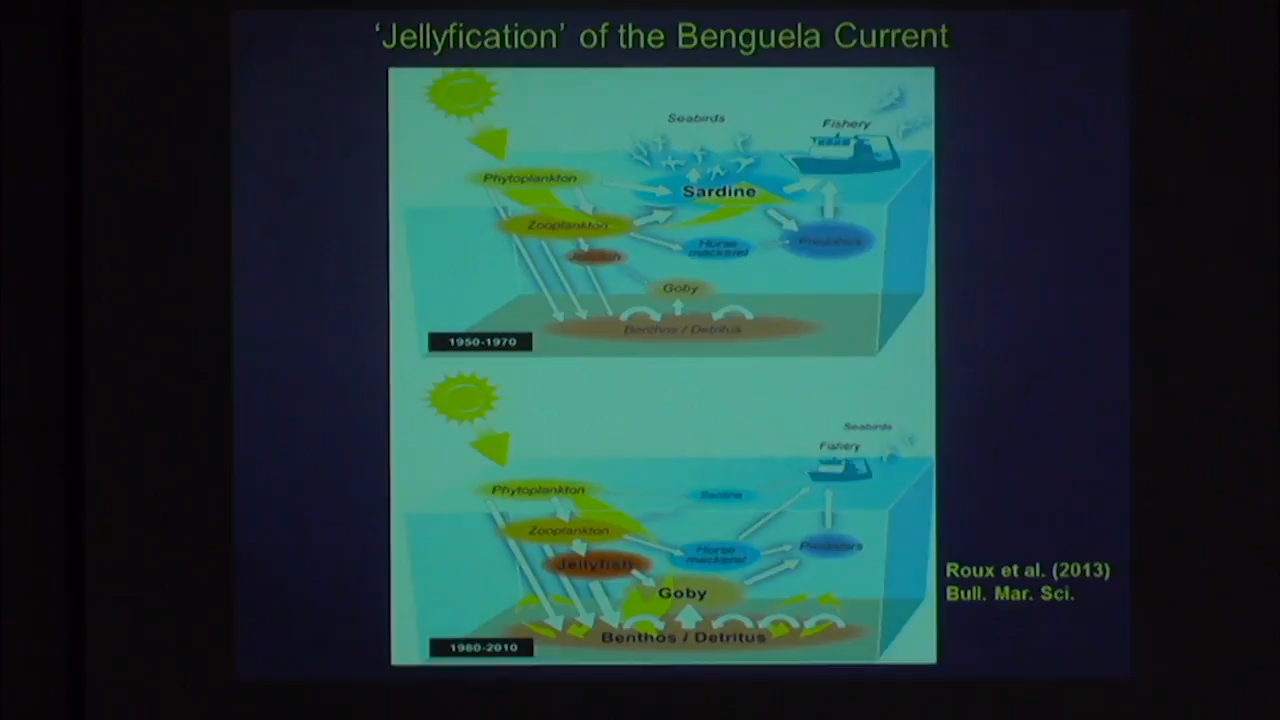 'Jellyfication' of the Benguela Current
Seabirds
Fishery
Phytoplankton
Sardine
Zooplankton
Horse
mackerel
Predators
Jellyfish
Goby
Benthos / Detritus
1950-1970
Seabirds
Fishery
Phytoplankton
Sardine
Zooplankton
Horse
mackerel
Predators
Jellyfish
Goby
Benthos / Detritus
1980-2010
Roux et al. (2013)
Bull. Mar. Sci.